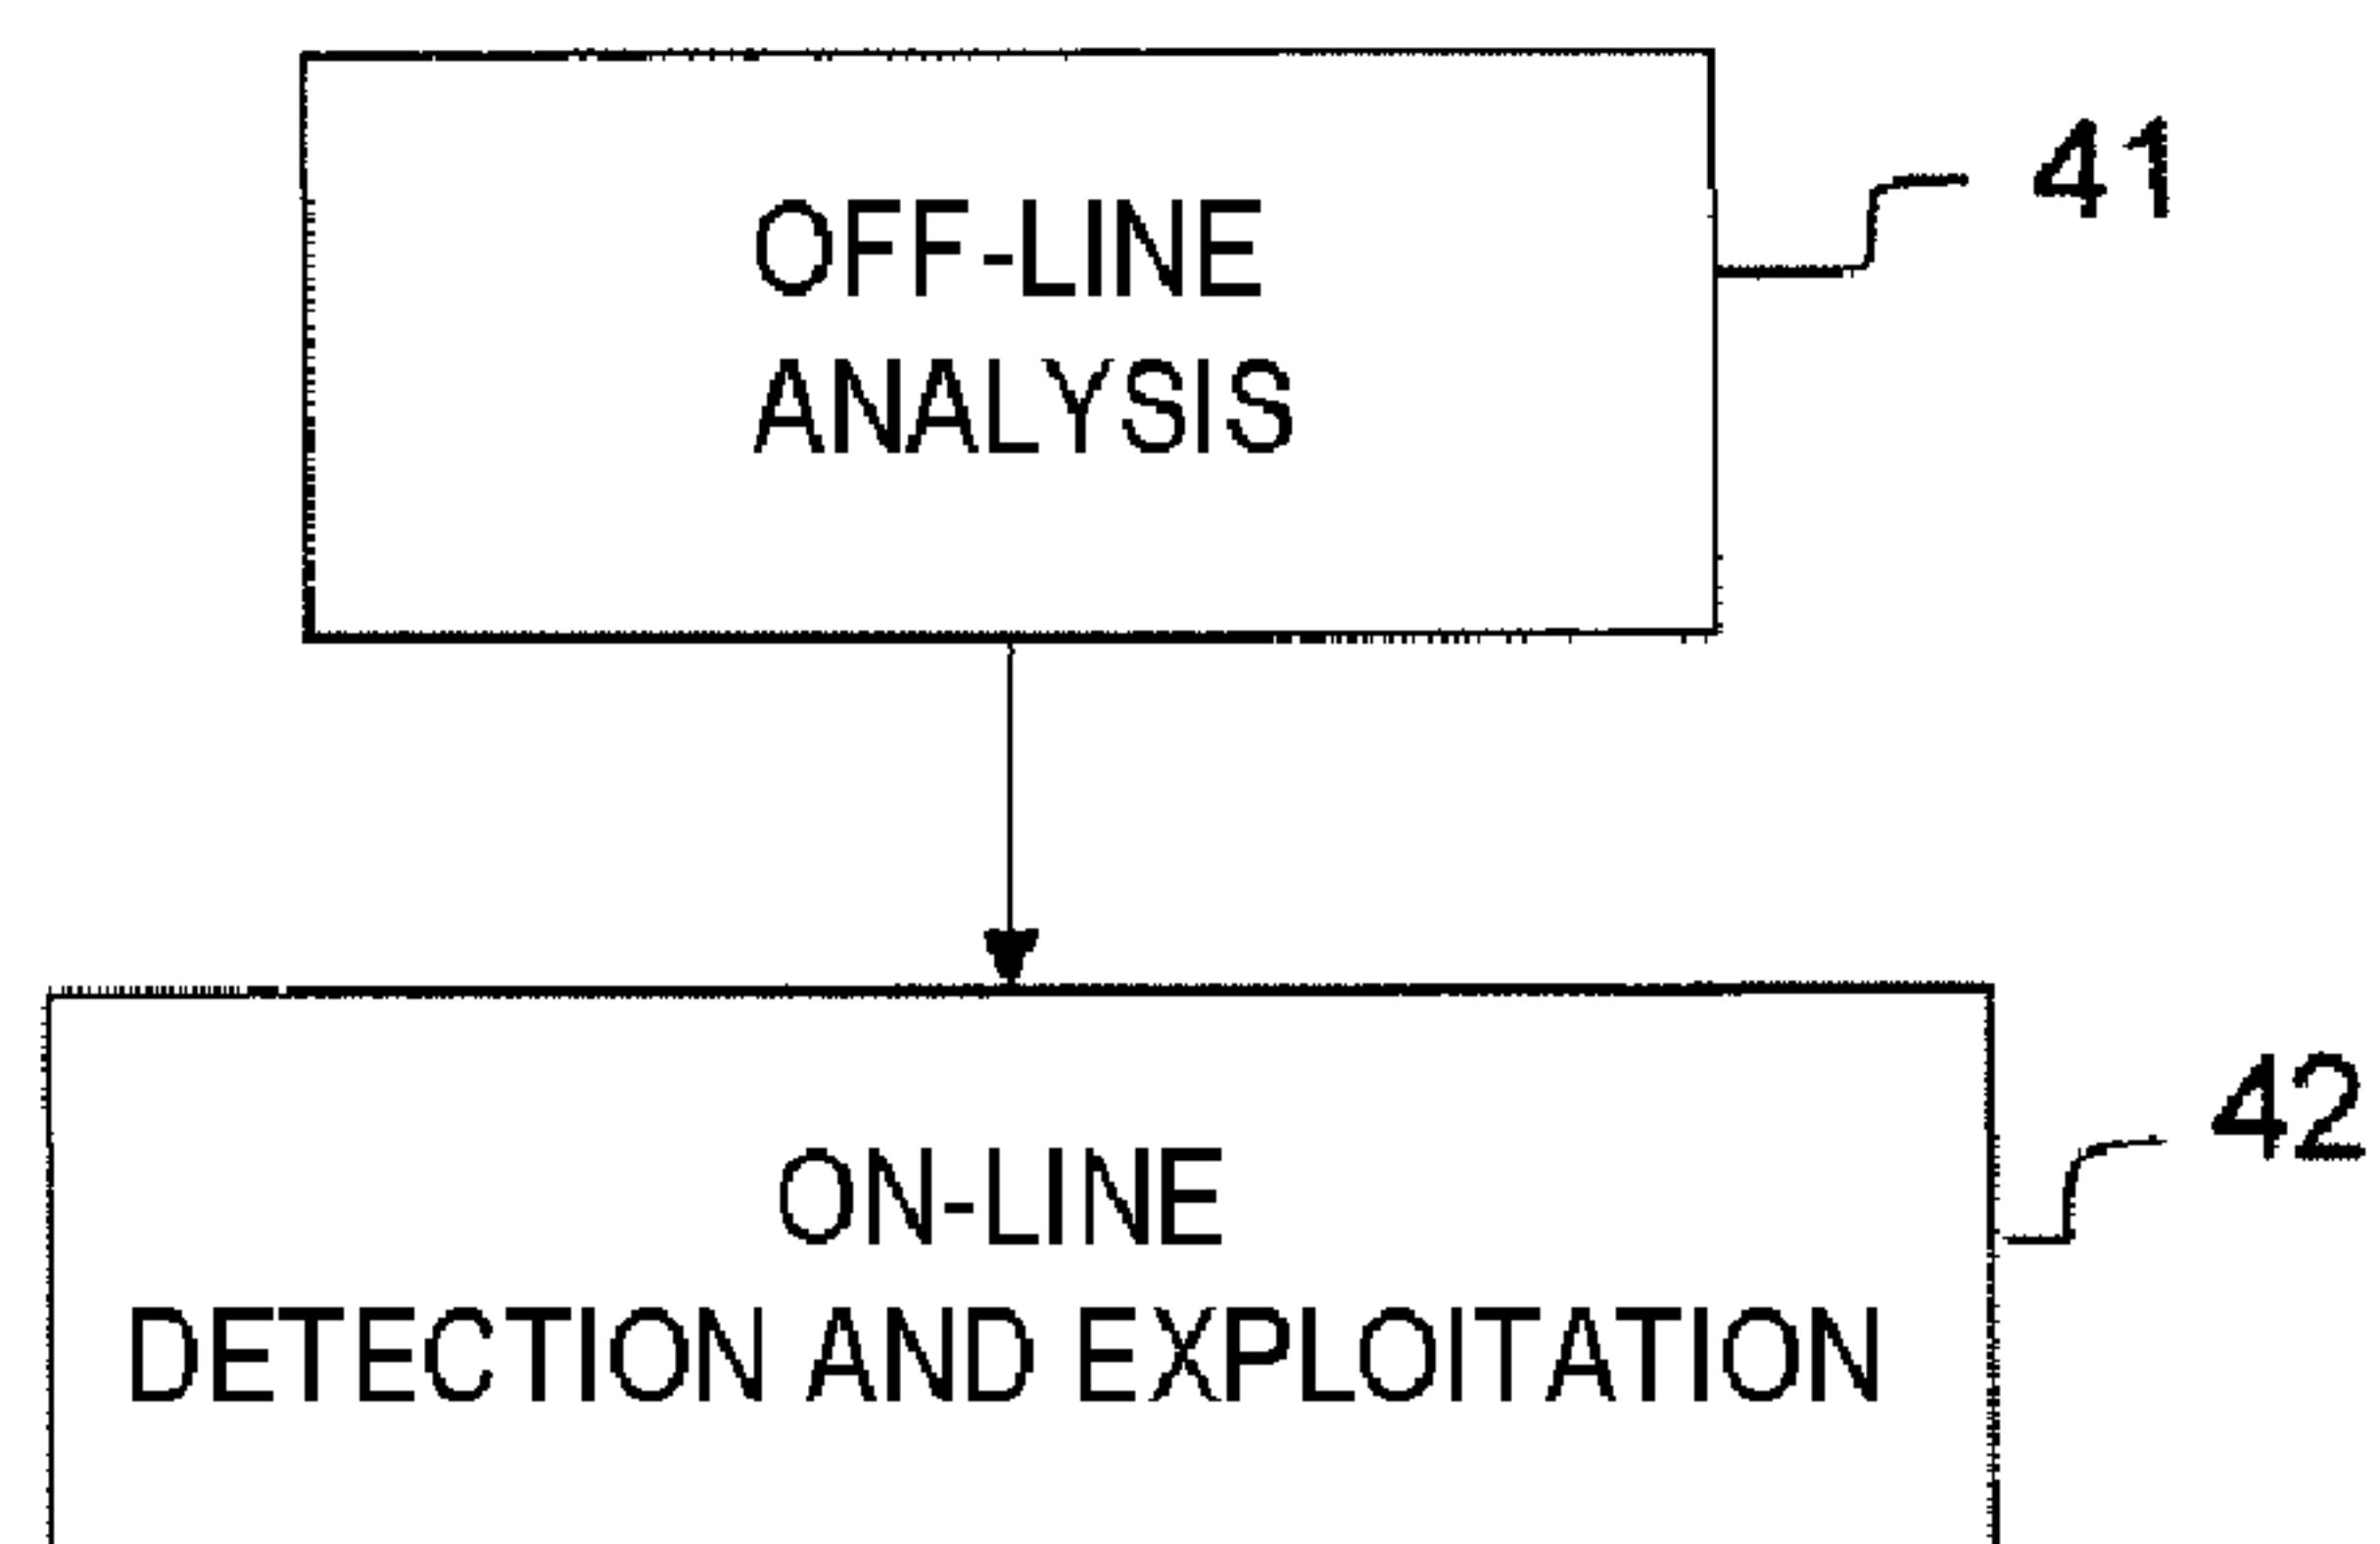 OFF-LINE
ANALYSIS
41
ON-LINE
DETECTION AND EXPLOITATION
42